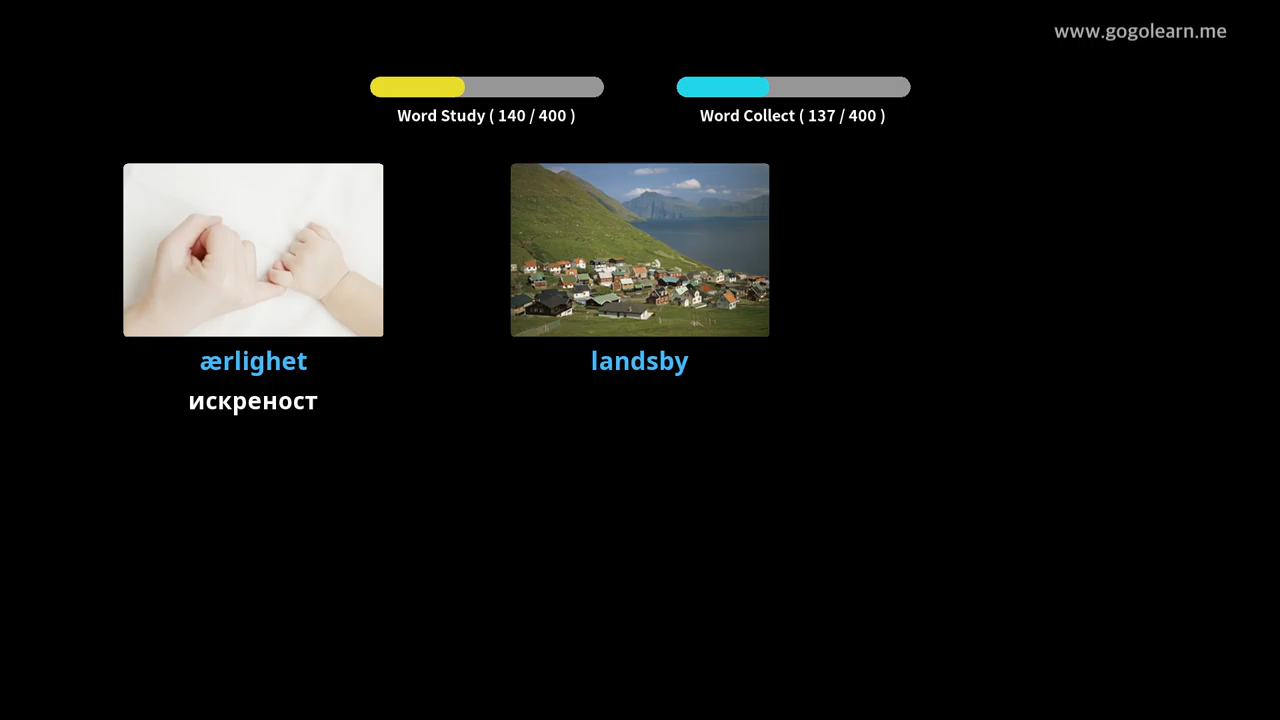 www.gogolearn.me
Word Study ( 140 / 400 )
Word Collect ( 137 / 400 )
ærlighet
landsby
искреност